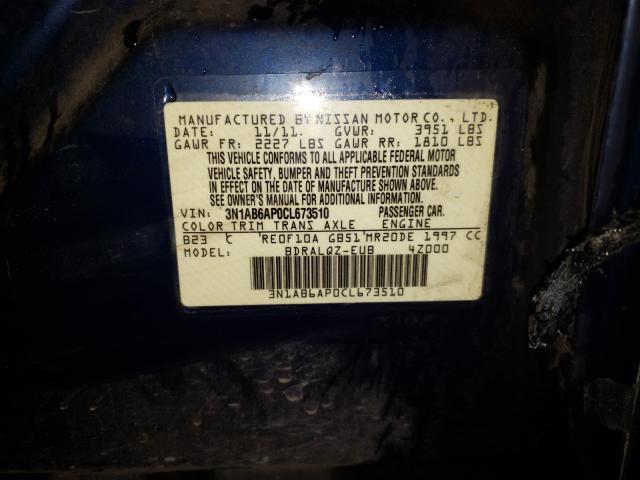 MANUFACTURED BY NISSAN MOTOR CO., LTD.
DATE: 11/11. GVWR: 3951 LBS
GAWR FR: 2227 LBS GAWR RR: 1810 LBS
THIS VEHICLE CONFORMS TO ALL APPLICABLE FEDERAL MOTOR
VEHICLE SAFETY, BUMPER AND THEFT PREVENTION STANDARDS
IN EFFECT ON THE DATE OF MANUFACTURE SHOWN ABOVE.
SEE OWNER'S MANUAL FOR ADDITIONAL INFORMATION.
VIN: 3N1AB6AP0CL673510 PASSENGER CAR.
COLOR TRIM TRANS AXLE ENGINE
B23 C RE0F10A GB51 MR20DE 1997 CC
MODEL: BDRALQZ-EUB 4Z000
3N1AB6AP0CL673510